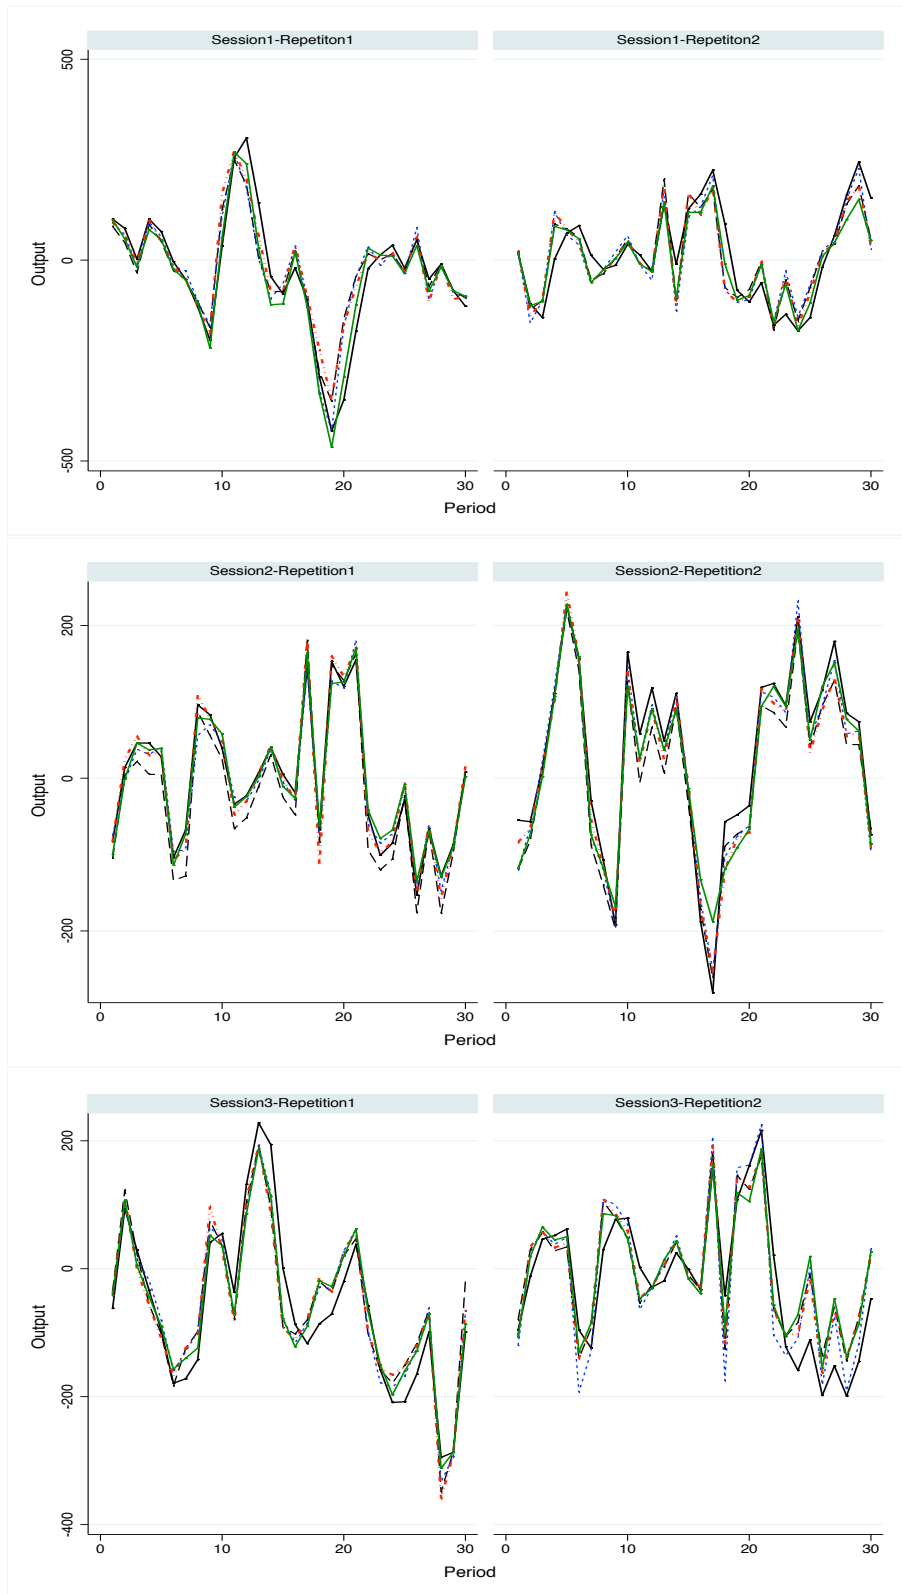 Session1-Repetiton1
Session1-Repetiton2
500
0
-500
Output
0 10 20 30
0 10 20 30
Period
Session2-Repetition1
Session2-Repetition2
200
0
-200
Output
0 10 20 30
0 10 20 30
Period
Session3-Repetition1
Session3-Repetition2
200
0
-200
-400
Output
0 10 20 30
0 10 20 30
Period